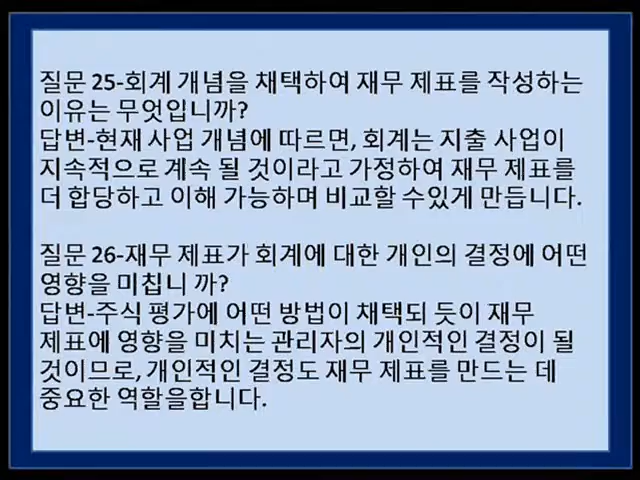 질문 25-회계 개념을 채택하여 재무 제표를 작성하는
이유는 무엇입니까?
답변-현재 사업 개념에 따르면, 회계는 지출 사업이
지속적으로 계속 될 것이라고 가정하여 재무 제표를
더 합당하고 이해 가능하며 비교할 수있게 만듭니다.
질문 26-재무 제표가 회계에 대한 개인의 결정에 어떤
영향을 미칩니 까?
답변-주식 평가에 어떤 방법이 채택되 듯이 재무
제표에 영향을 미치는 관리자의 개인적인 결정이 될
것이므로, 개인적인 결정도 재무 제표를 만드는 데
중요한 역할을합니다.